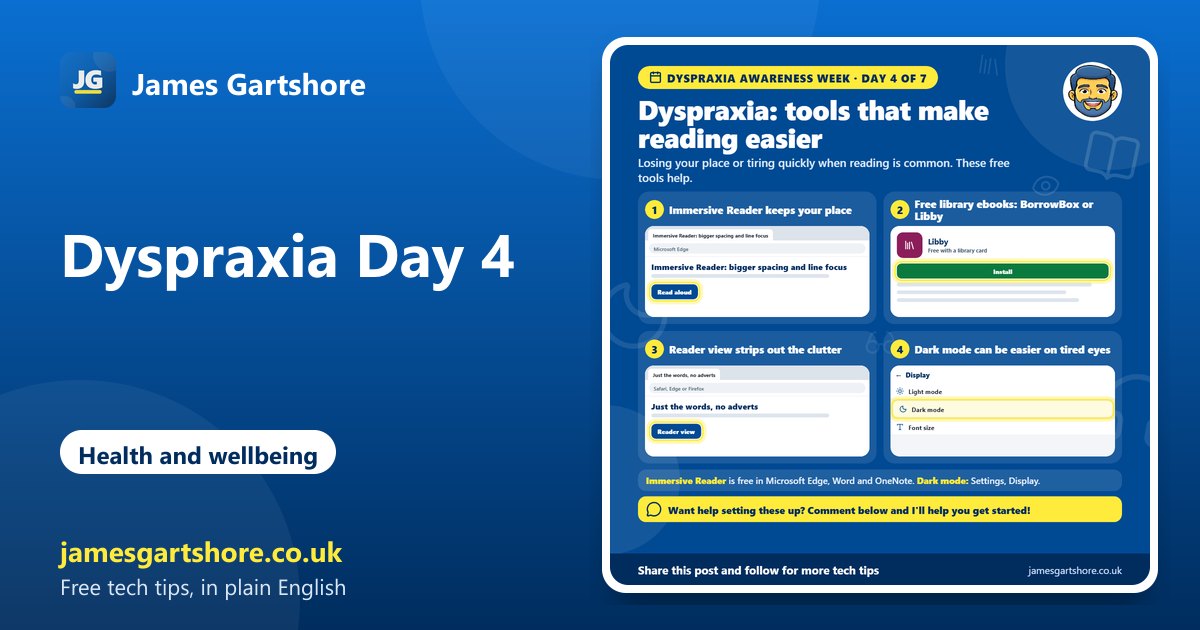 JG
James Gartshore
Dyspraxia Day 4
Health and wellbeing
jamesgartshore.co.uk
Free tech tips, in plain English
DYSPRAXIA AWARENESS WEEK · DAY 4 OF 7
Dyspraxia: tools that make
reading easier
Losing your place or tiring quickly when reading is common. These free
tools help.
1 Immersive Reader keeps your place
Immersive Reader: bigger spacing and line focus
Microsoft Edge
Immersive Reader: bigger spacing and line focus
Read aloud
2 Free library ebooks: BorrowBox or
Libby
Libby
Free with a library card
Install
3 Reader view strips out the clutter
Just the words, no adverts
Safari, Edge or Firefox
Just the words, no adverts
Reader view
4 Dark mode can be easier on tired eyes
← Display
Light mode
Dark mode
Font size
Immersive Reader is free in Microsoft Edge, Word and OneNote. Dark mode: Settings, Display.
Want help setting these up? Comment below and I'll help you get started!
Share this post and follow for more tech tips
jamesgartshore.co.uk